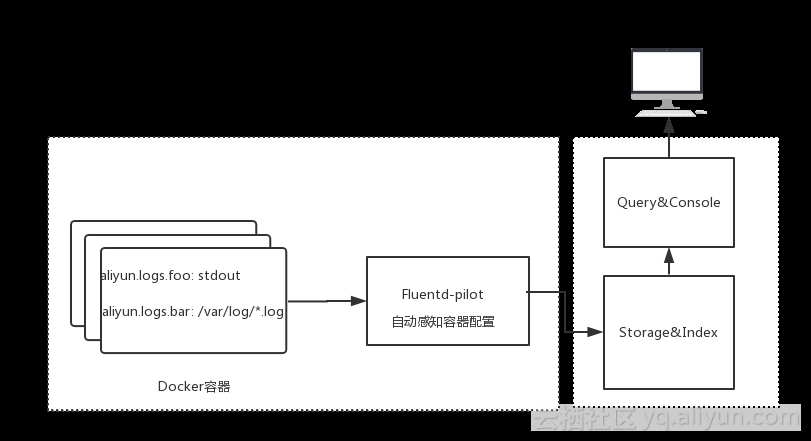 Query&Console
aliyun.logs.foo: stdout
aliyun.logs.bar: /var/log/*.log
Fluentd-pilot
自动感知容器配置
Storage&Index
Docker容器
云栖社区 yq.aliyun.com